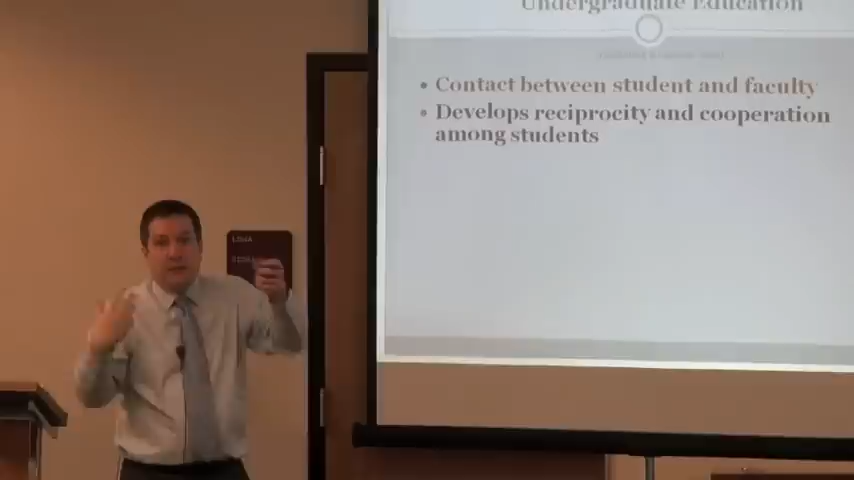 Undergraduate Education
• Contact between student and faculty
• Develops reciprocity and cooperation
among students